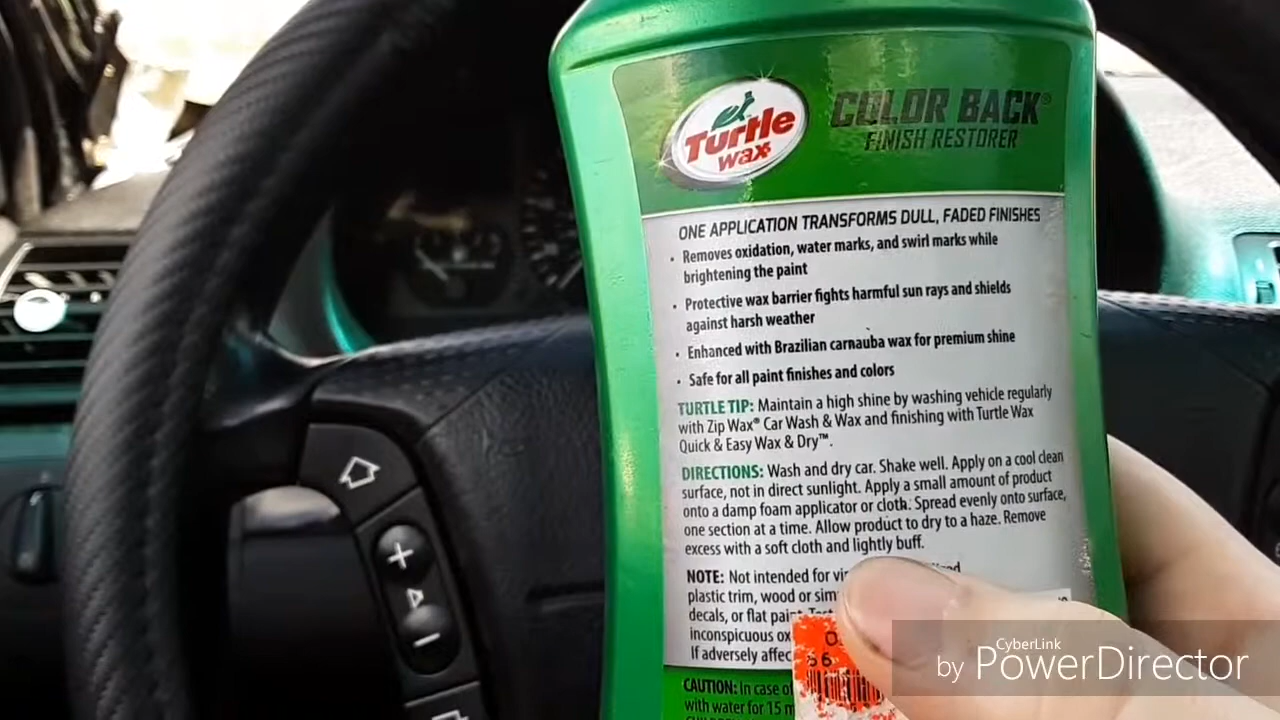 Turtle
wax
COLOR BACK®
FINISH RESTORER
ONE APPLICATION TRANSFORMS DULL, FADED FINISHES
• Removes oxidation, water marks, and swirl marks while
brightening the paint
• Protective wax barrier fights harmful sun rays and shields
against harsh weather
• Enhanced with Brazilian carnauba wax for premium shine
• Safe for all paint finishes and colors
TURTLE TIP: Maintain a high shine by washing vehicle regularly
with Zip Wax® Car Wash & Wax and finishing with Turtle Wax
Quick & Easy Wax & Dry™.
DIRECTIONS: Wash and dry car. Shake well. Apply on a cool clean
surface, not in direct sunlight. Apply a small amount of product
onto a damp foam applicator or cloth. Spread evenly onto surface,
one section at a time. Allow product to dry to a haze. Remove
excess with a soft cloth and lightly buff.
NOTE: Not intended for
plastic trim, wood or
decals, or flat
inconspicuous
If adversely
CAUTION: In case of
with water for 15
+
−
by CyberLink PowerDirector